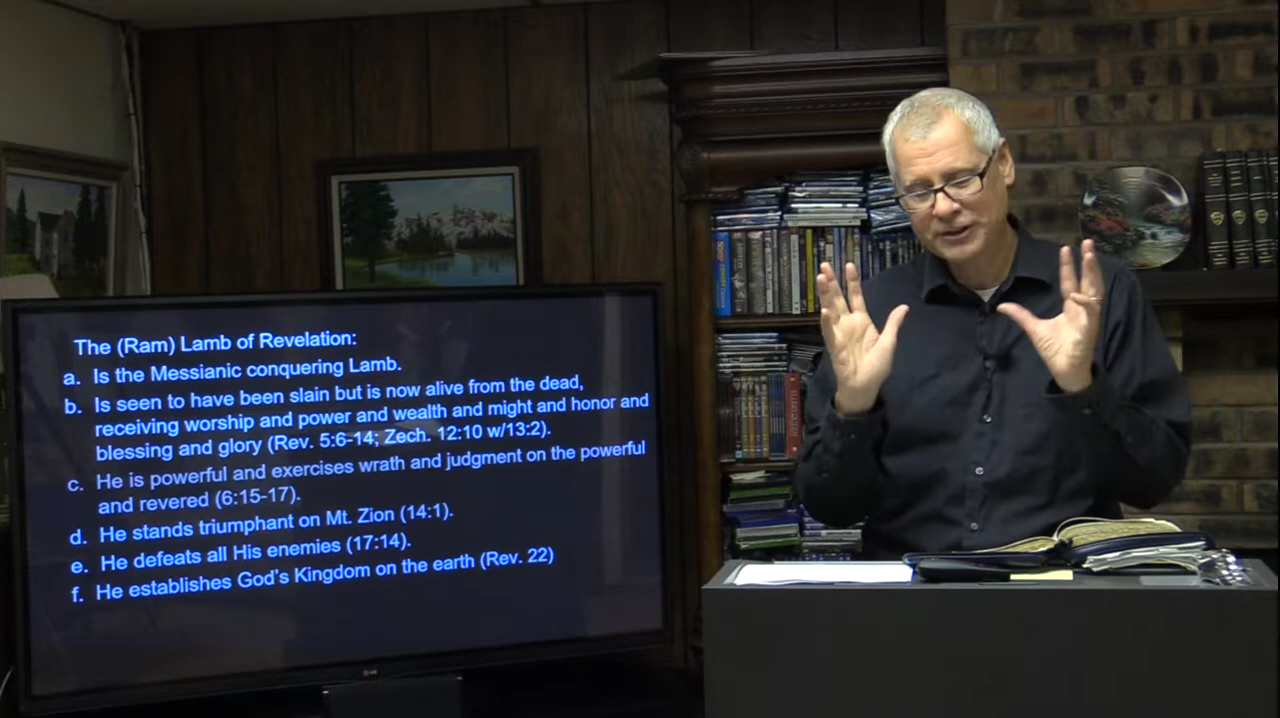 The (Ram) Lamb of Revelation:
a. Is the Messianic conquering Lamb.
b. Is seen to have been slain but is now alive from the dead,
receiving worship and power and wealth and might and honor and
blessing and glory (Rev. 5:6-14; Zech. 12:10 w/13:2).
c. He is powerful and exercises wrath and judgment on the powerful
and revered (6:15-17).
d. He stands triumphant on Mt. Zion (14:1).
e. He defeats all His enemies (17:14).
f. He establishes God's Kingdom on the earth (Rev. 22)
LG